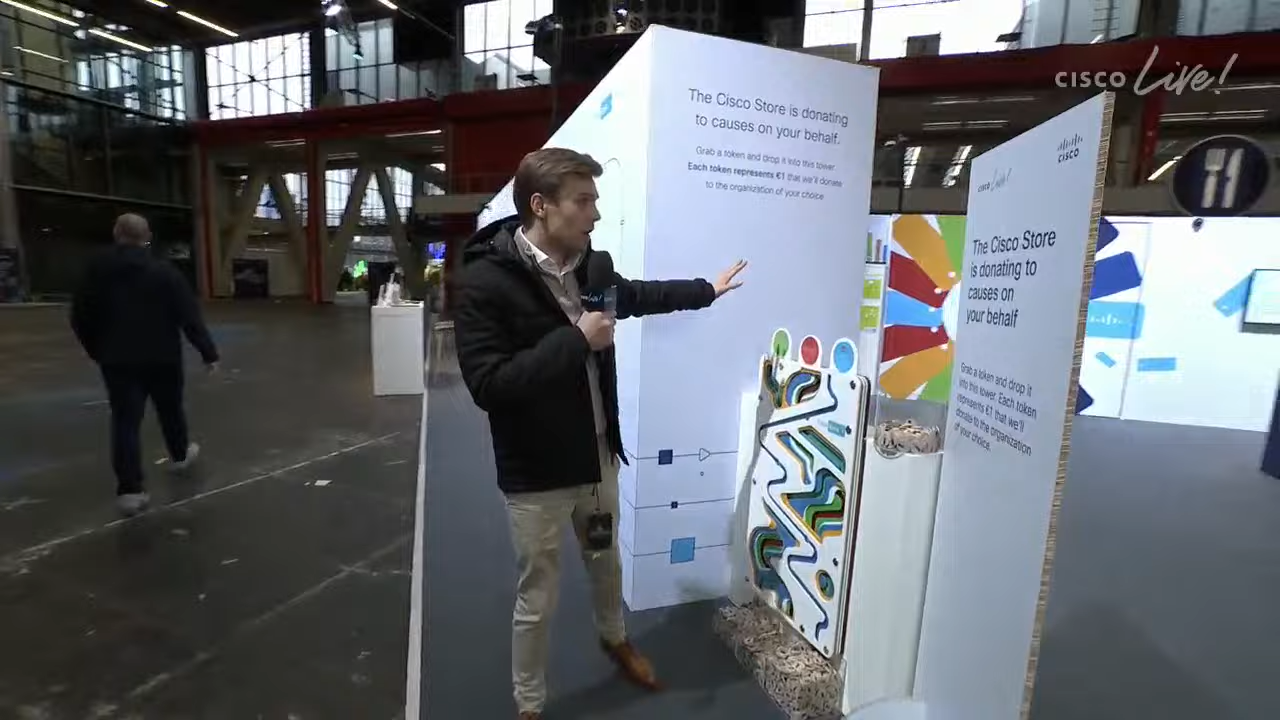 CISCO Live!
The Cisco Store is donating
to causes on your behalf.
Grab a token and drop it into this tower.
Each token represents €1 that we'll donate
to the organization of your choice
CISCO
CISCO Live!
The Cisco Store
is donating to
causes on
your behalf
Grab a token and drop it
into this tower. Each token
represents €1 that we'll
donate to the organization
of your choice.